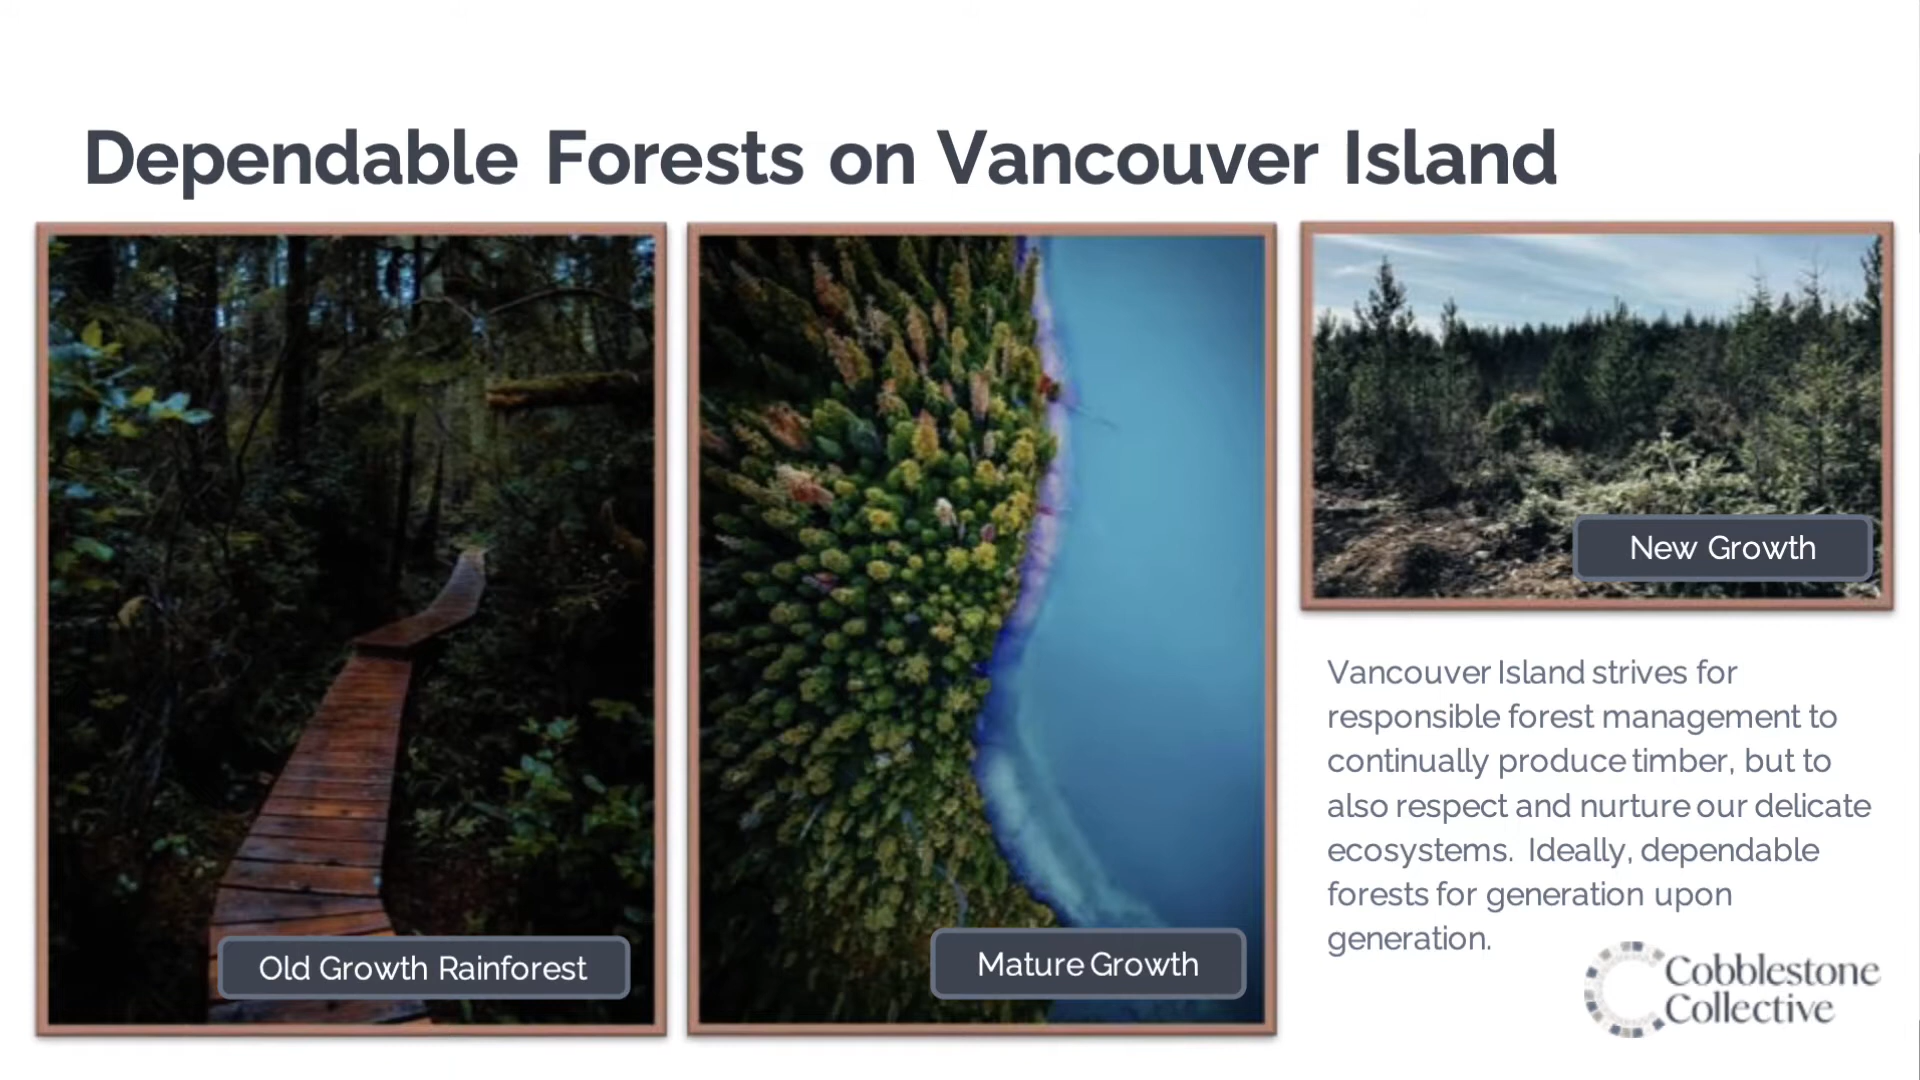 Dependable Forests on Vancouver Island
Old Growth Rainforest
Mature Growth
New Growth
Vancouver Island strives for
responsible forest management to
continually produce timber, but to
also respect and nurture our delicate
ecosystems.  Ideally, dependable
forests for generation upon
generation.
Cobblestone
Collective